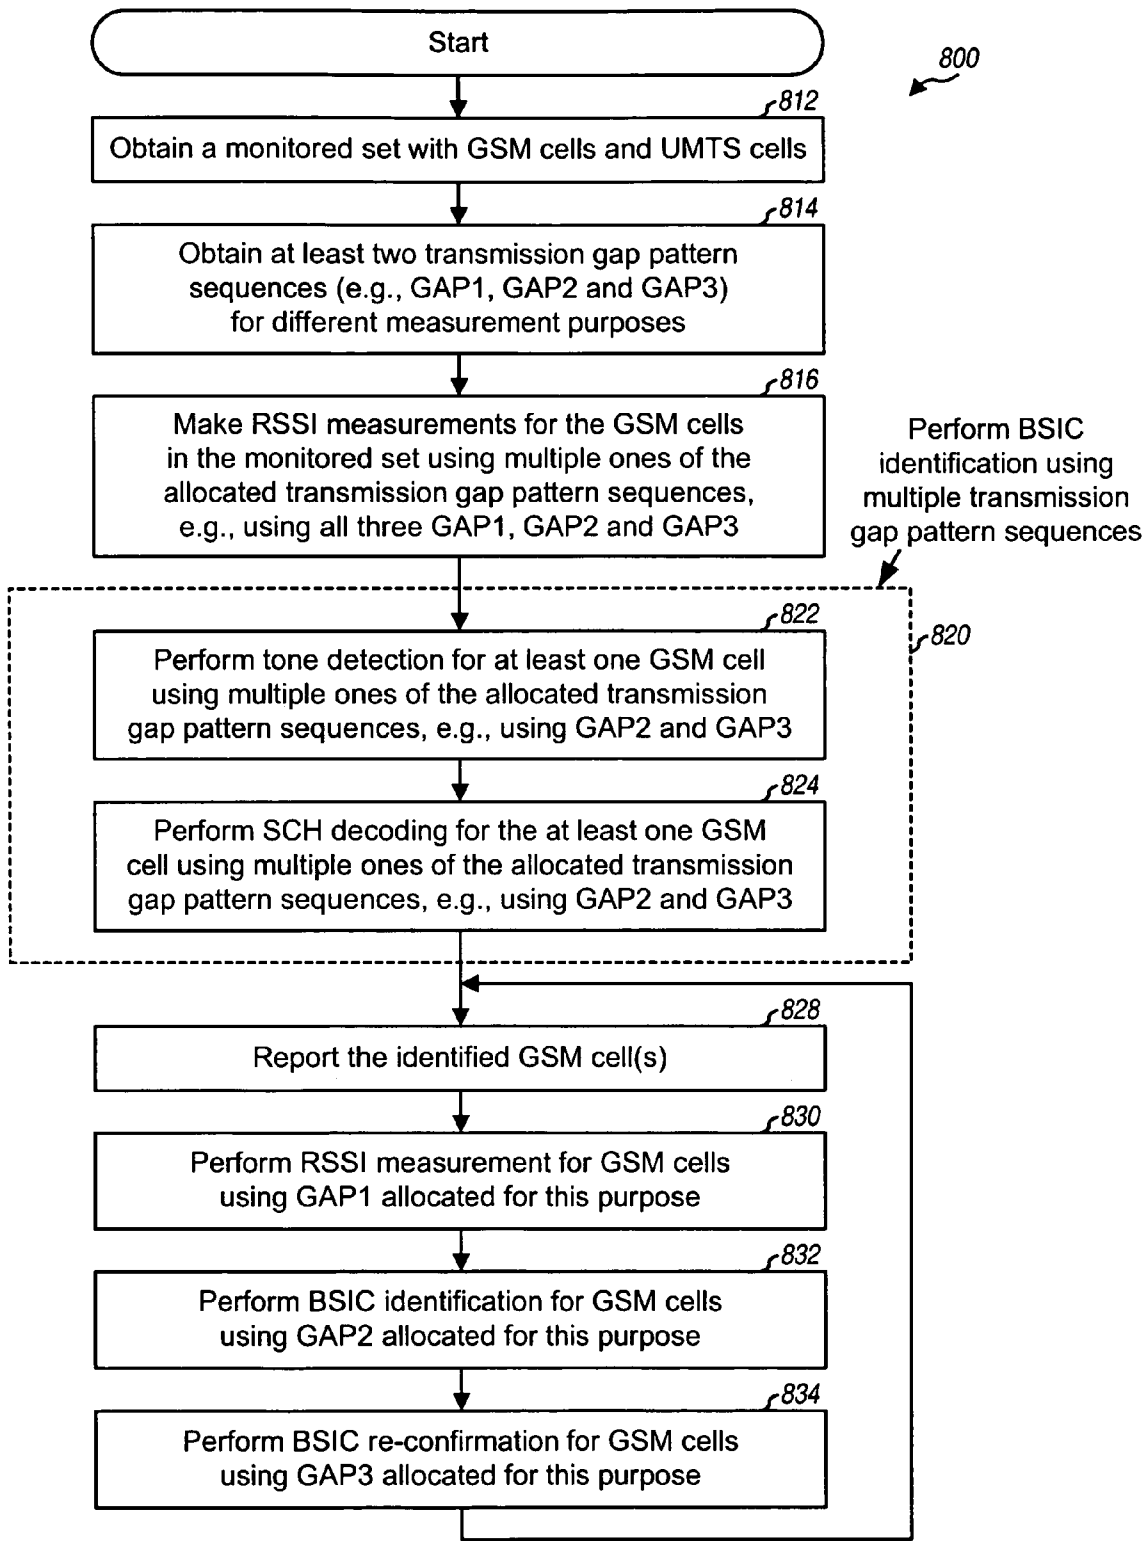 Start
800
812
Obtain a monitored set with GSM cells and UMTS cells
814
Obtain at least two transmission gap pattern
sequences (e.g., GAP1, GAP2 and GAP3)
for different measurement purposes
816
Make RSSI measurements for the GSM cells
in the monitored set using multiple ones of the
allocated transmission gap pattern sequences,
e.g., using all three GAP1, GAP2 and GAP3
Perform BSIC
identification using
multiple transmission
gap pattern sequences
820
822
Perform tone detection for at least one GSM cell
using multiple ones of the allocated transmission
gap pattern sequences, e.g., using GAP2 and GAP3
824
Perform SCH decoding for the at least one GSM
cell using multiple ones of the allocated transmission
gap pattern sequences, e.g., using GAP2 and GAP3
828
Report the identified GSM cell(s)
830
Perform RSSI measurement for GSM cells
using GAP1 allocated for this purpose
832
Perform BSIC identification for GSM cells
using GAP2 allocated for this purpose
834
Perform BSIC re-confirmation for GSM cells
using GAP3 allocated for this purpose